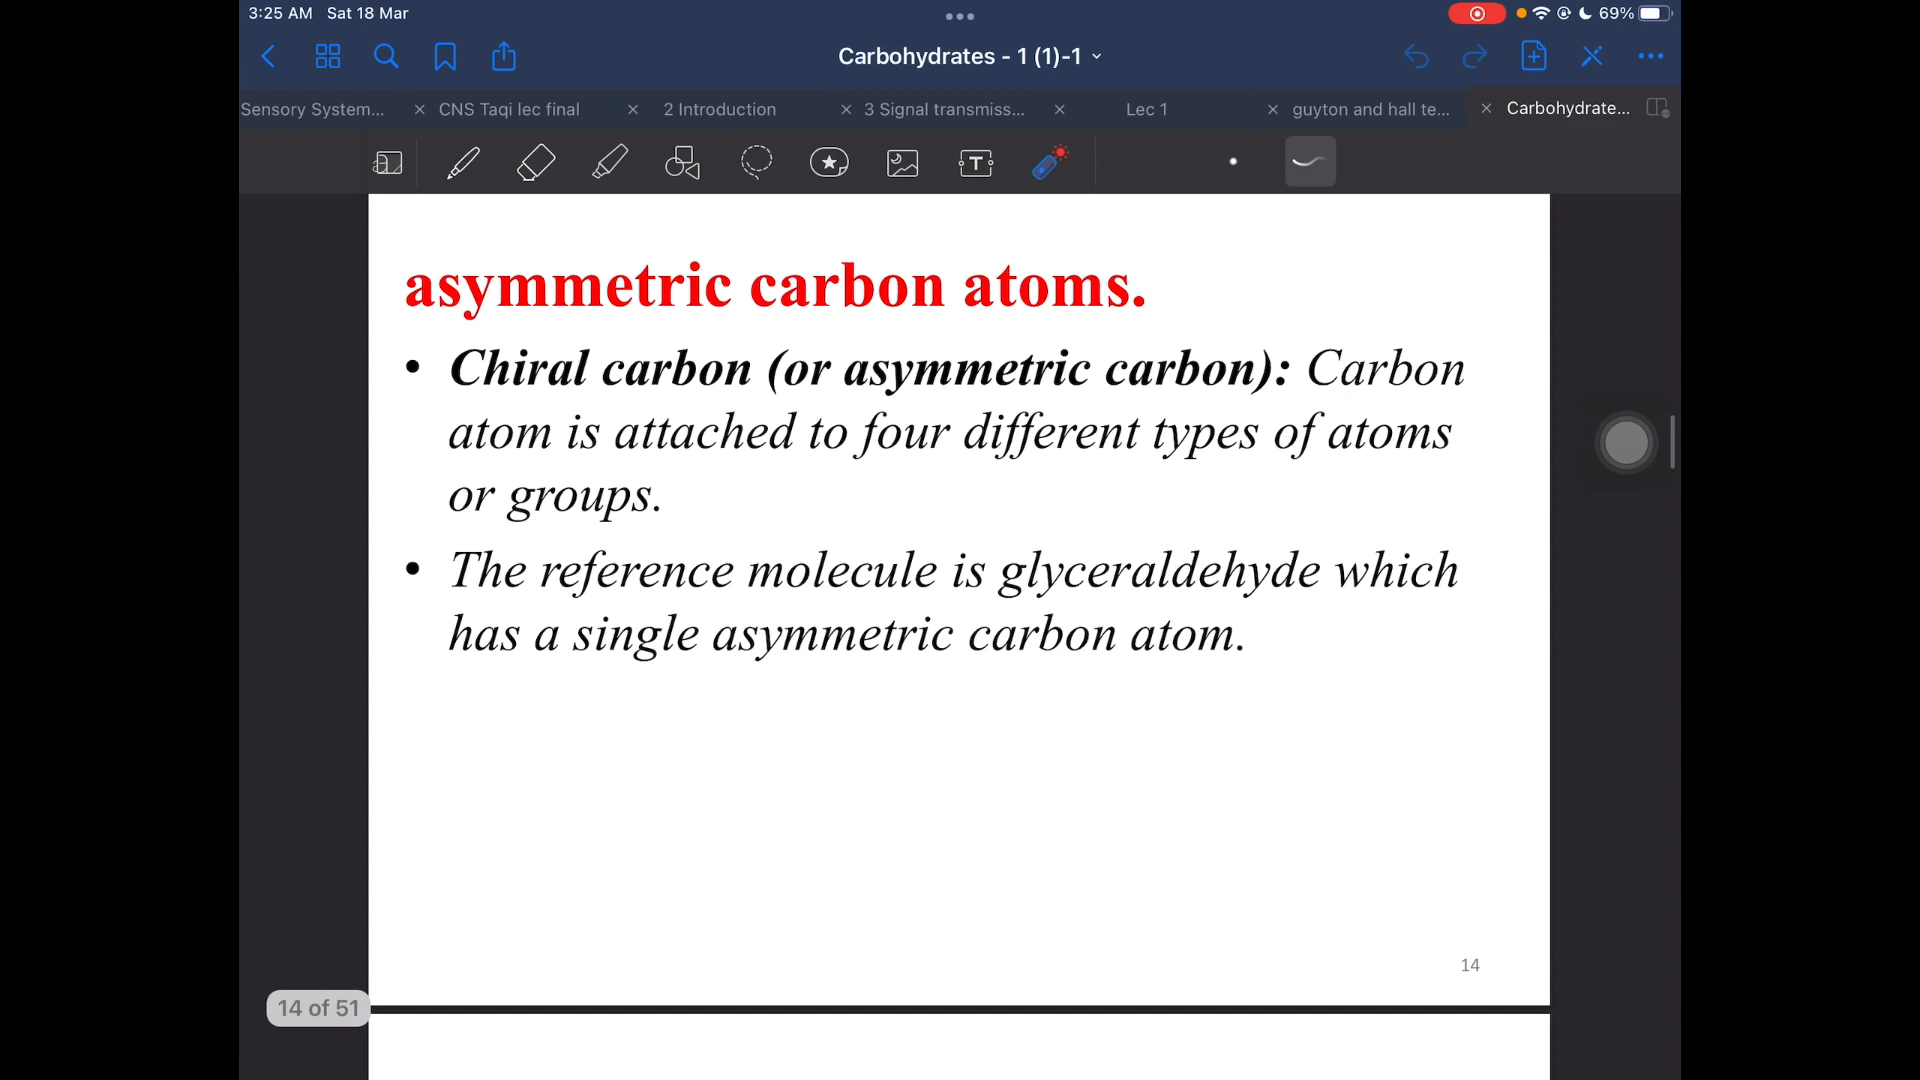 3:25 AM Sat 18 Mar
69%
Carbohydrates - 1 (1)-1
Sensory System...
CNS Taqi lec final
2 Introduction
3 Signal transmiss...
Lec 1
guyton and hall te...
Carbohydrate...
asymmetric carbon atoms.
• Chiral carbon (or asymmetric carbon): Carbon
atom is attached to four different types of atoms
or groups.
• The reference molecule is glyceraldehyde which
has a single asymmetric carbon atom.
14
14 of 51